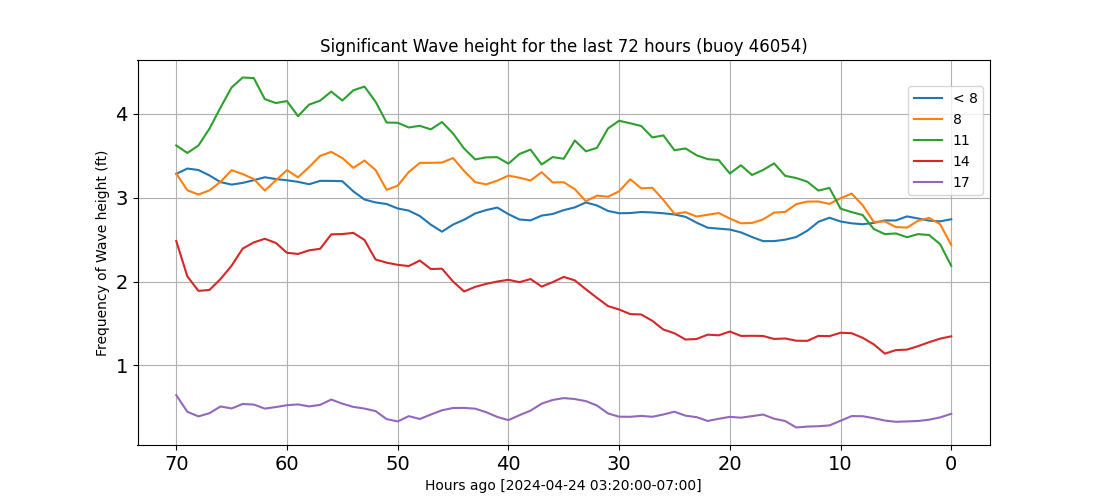 Significant Wave height for the last 72 hours (buoy 46054)
Frequency of Wave height (ft)
4
3
2
1
< 8
8
11
14
17
70 60 50 40 30 20 10 0
Hours ago [2024-04-24 03:20:00-07:00]